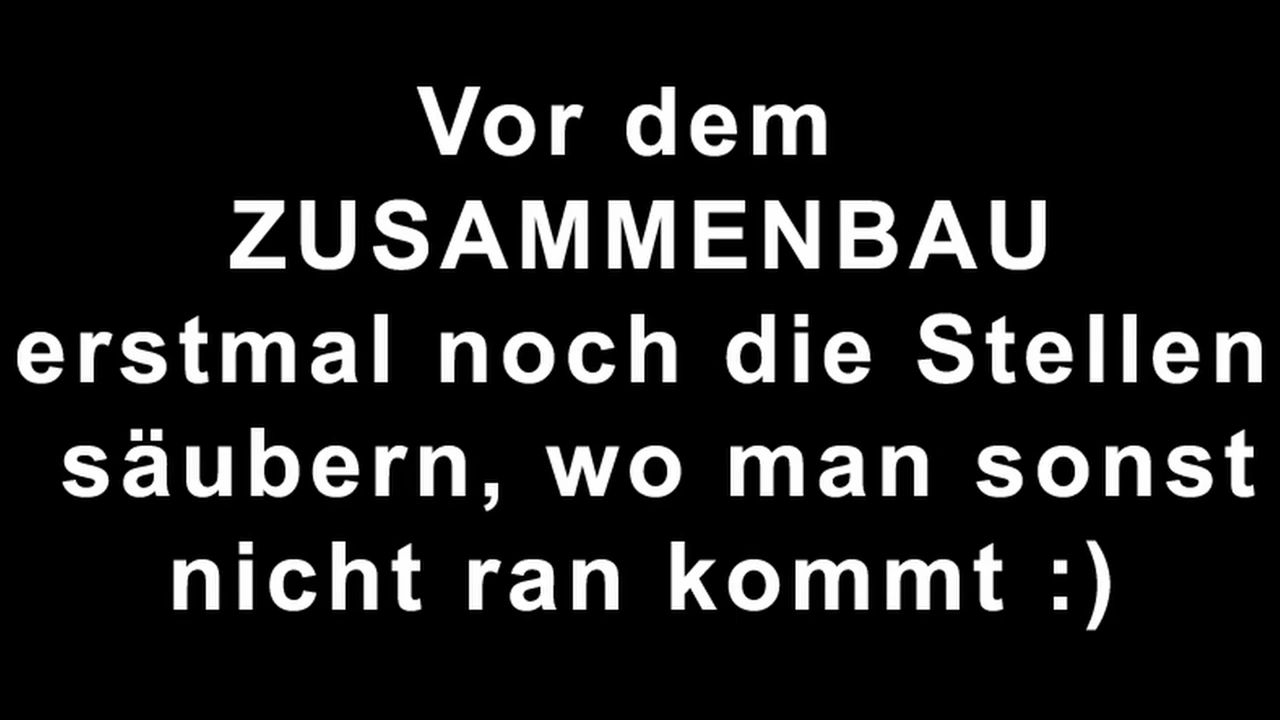 Vor dem
ZUSAMMENBAU
erstmal noch die Stellen
säubern, wo man sonst
nicht ran kommt :)